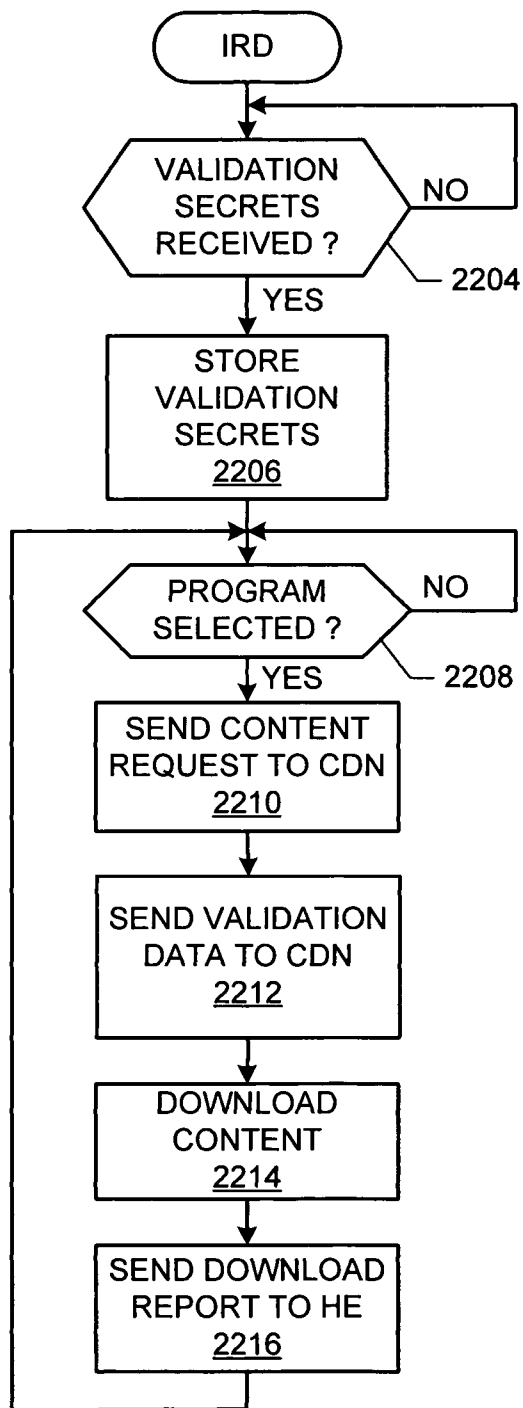 IRD
VALIDATION
SECRETS
RECEIVED ?
NO
2204
YES
STORE
VALIDATION
SECRETS
2206
PROGRAM
SELECTED ?
NO
2208
YES
SEND CONTENT
REQUEST TO CDN
2210
SEND VALIDATION
DATA TO CDN
2212
DOWNLOAD
CONTENT
2214
SEND DOWNLOAD
REPORT TO HE
2216